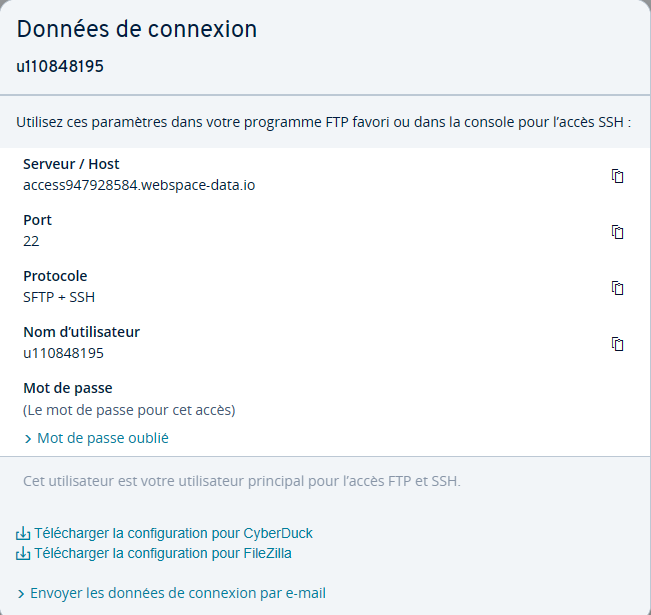 Données de connexion
u110848195
Utilisez ces paramètres dans votre programme FTP favori ou dans la console pour l’accès SSH :
Serveur / Host
access947928584.webspace-data.io
Port
22
Protocole
SFTP + SSH
Nom d’utilisateur
u110848195
Mot de passe
(Le mot de passe pour cet accès)
Mot de passe oublié
Cet utilisateur est votre utilisateur principal pour l’accès FTP et SSH.
Télécharger la configuration pour CyberDuck
Télécharger la configuration pour FileZilla
Envoyer les données de connexion par e-mail